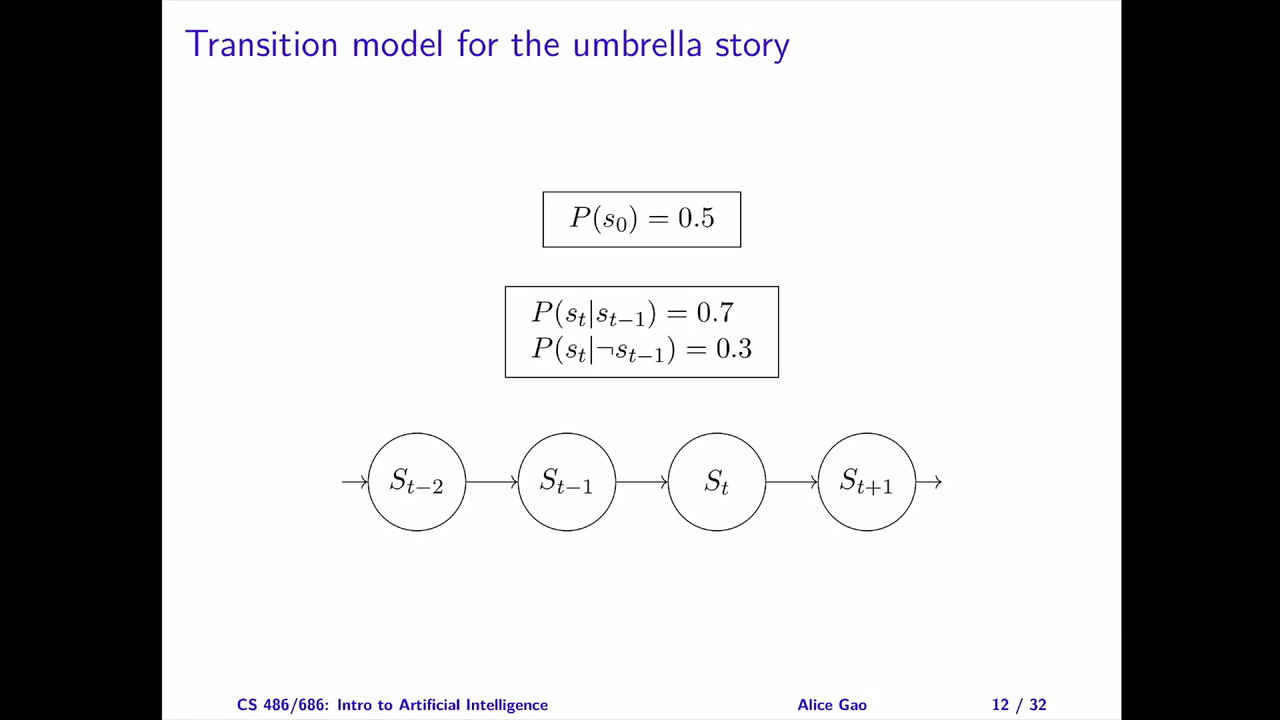 Transition model for the umbrella story
P(s₀) = 0.5
P(sₜ|sₜ₋₁) = 0.7
P(sₜ|¬sₜ₋₁) = 0.3
Sₜ₋₂ Sₜ₋₁ Sₜ Sₜ₊₁
CS 486/686: Intro to Artificial Intelligence Alice Gao 12 / 32